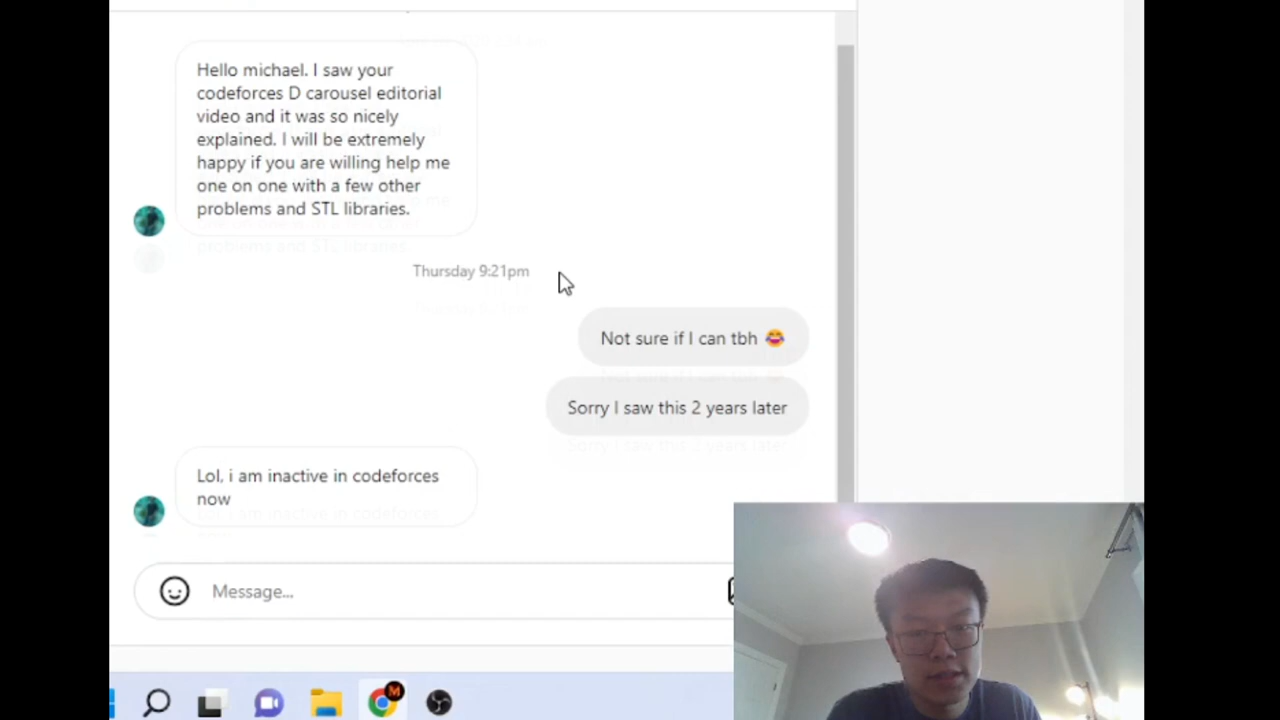 Hello michael. I saw your
codeforces D carousel editorial
video and it was so nicely
explained. I will be extremely
happy if you are willing help me
one on one with a few other
problems and STL libraries.
Thursday 9:21pm
Not sure if I can tbh 😂
Sorry I saw this 2 years later
Lol, i am inactive in codeforces
now
Message...
M